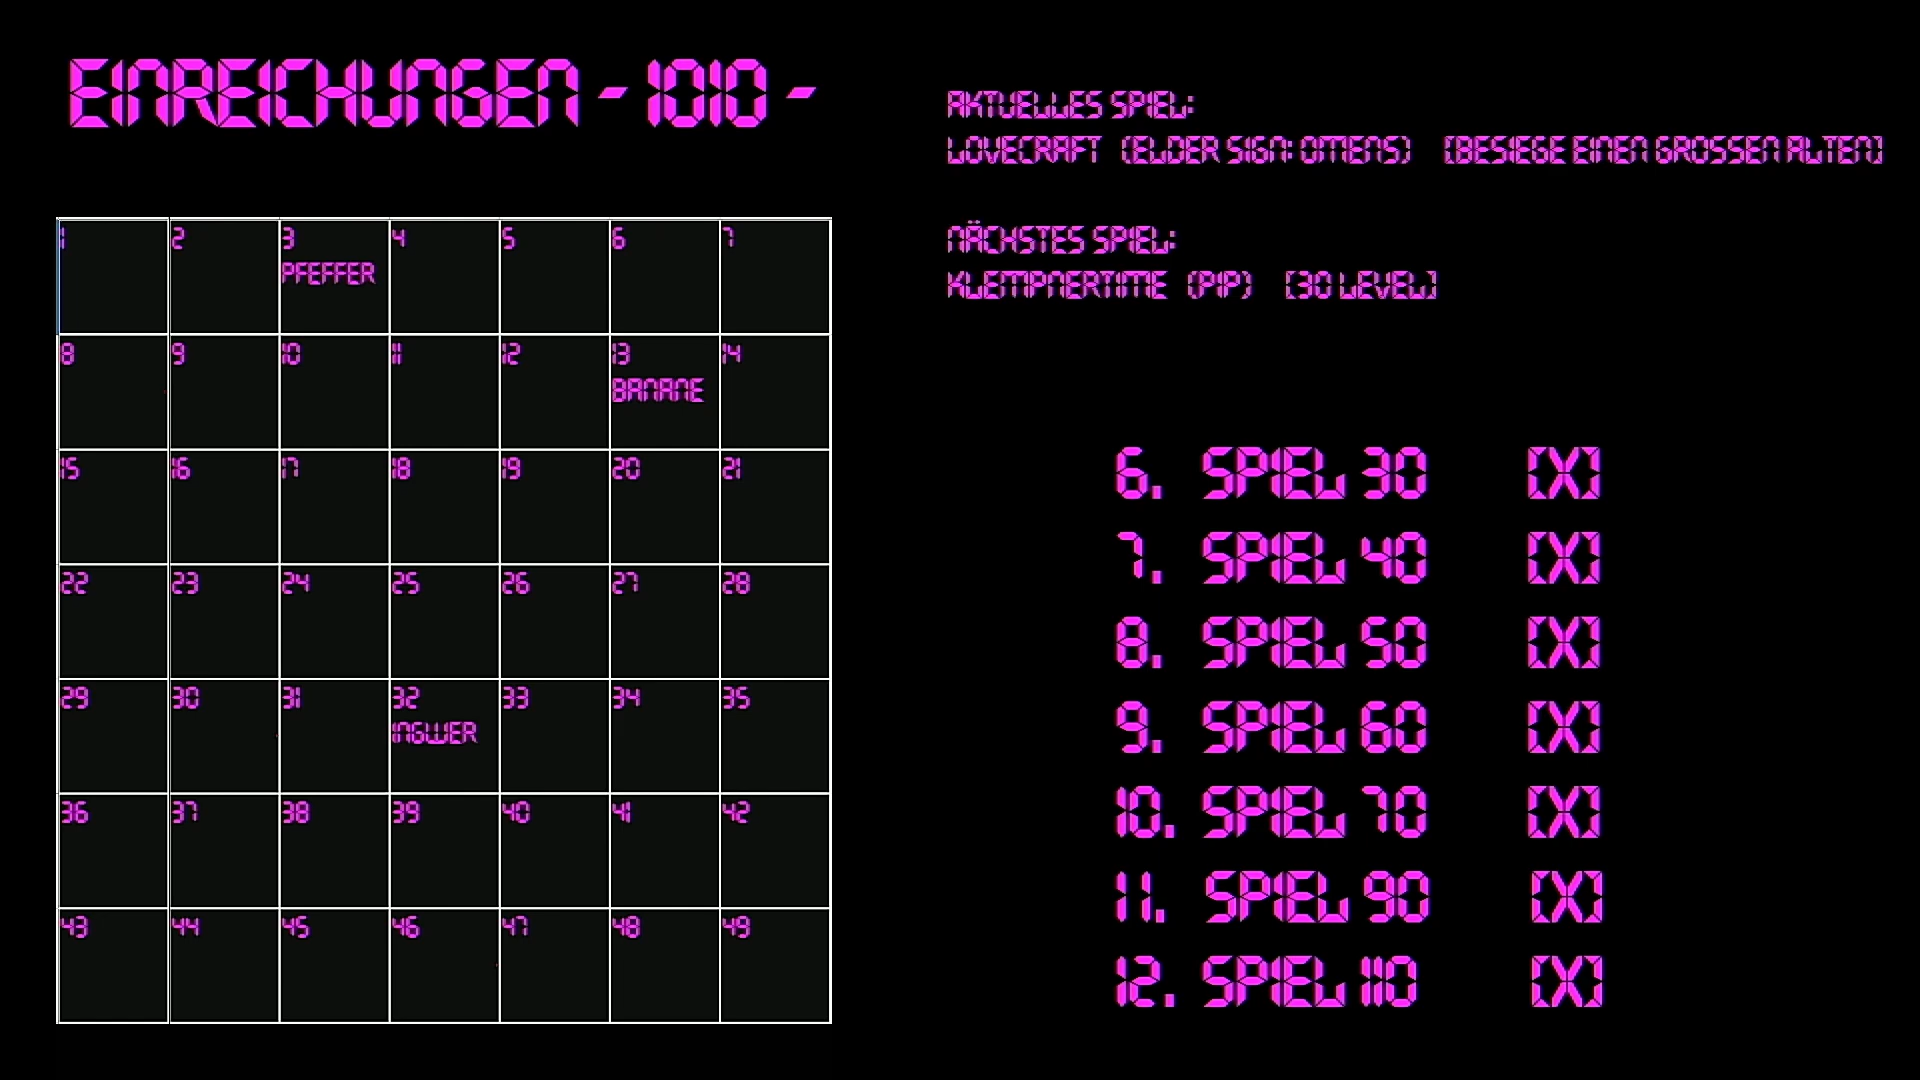 EINREICHUNGEN - 1010 -
AKTUELLES SPIEL:
LOVECRAFT (ELDER SIGN: OMENS) [BESIEGE EINEN GROSSEN ALTEN]
NÄCHSTES SPIEL:
KLEMPNERTIME (PIP) [30 LEVEL]
1 2 3 4 5 6 7
PFEFFER
8 9 10 11 12 13 14
BANANE
15 16 17 18 19 20 21
22 23 24 25 26 27 28
29 30 31 32 33 34 35
INGWER
36 37 38 39 40 41 42
43 44 45 46 47 48 49
6. SPIEL 30 [X]
7. SPIEL 40 [X]
8. SPIEL 50 [X]
9. SPIEL 60 [X]
10. SPIEL 70 [X]
11. SPIEL 90 [X]
12. SPIEL 110 [X]